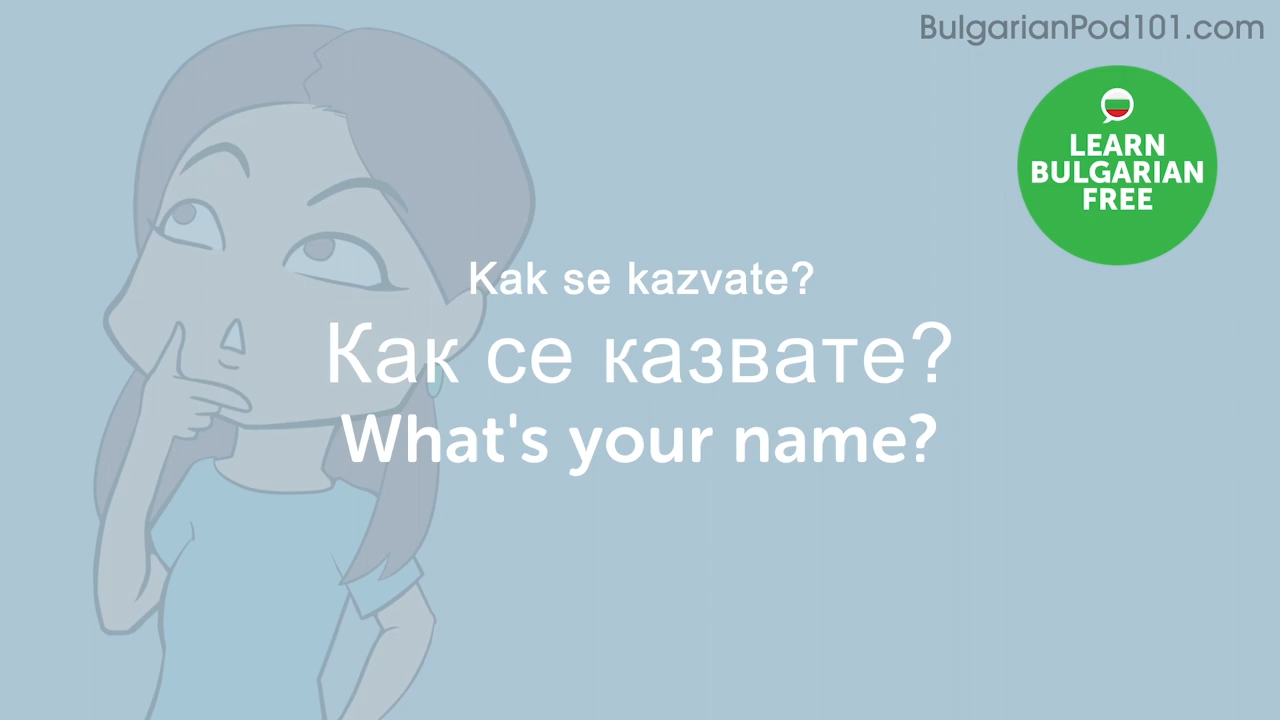 BulgarianPod101.com
LEARN
BULGARIAN
FREE
Kak se kazvate?
Как се казвате?
What's your name?